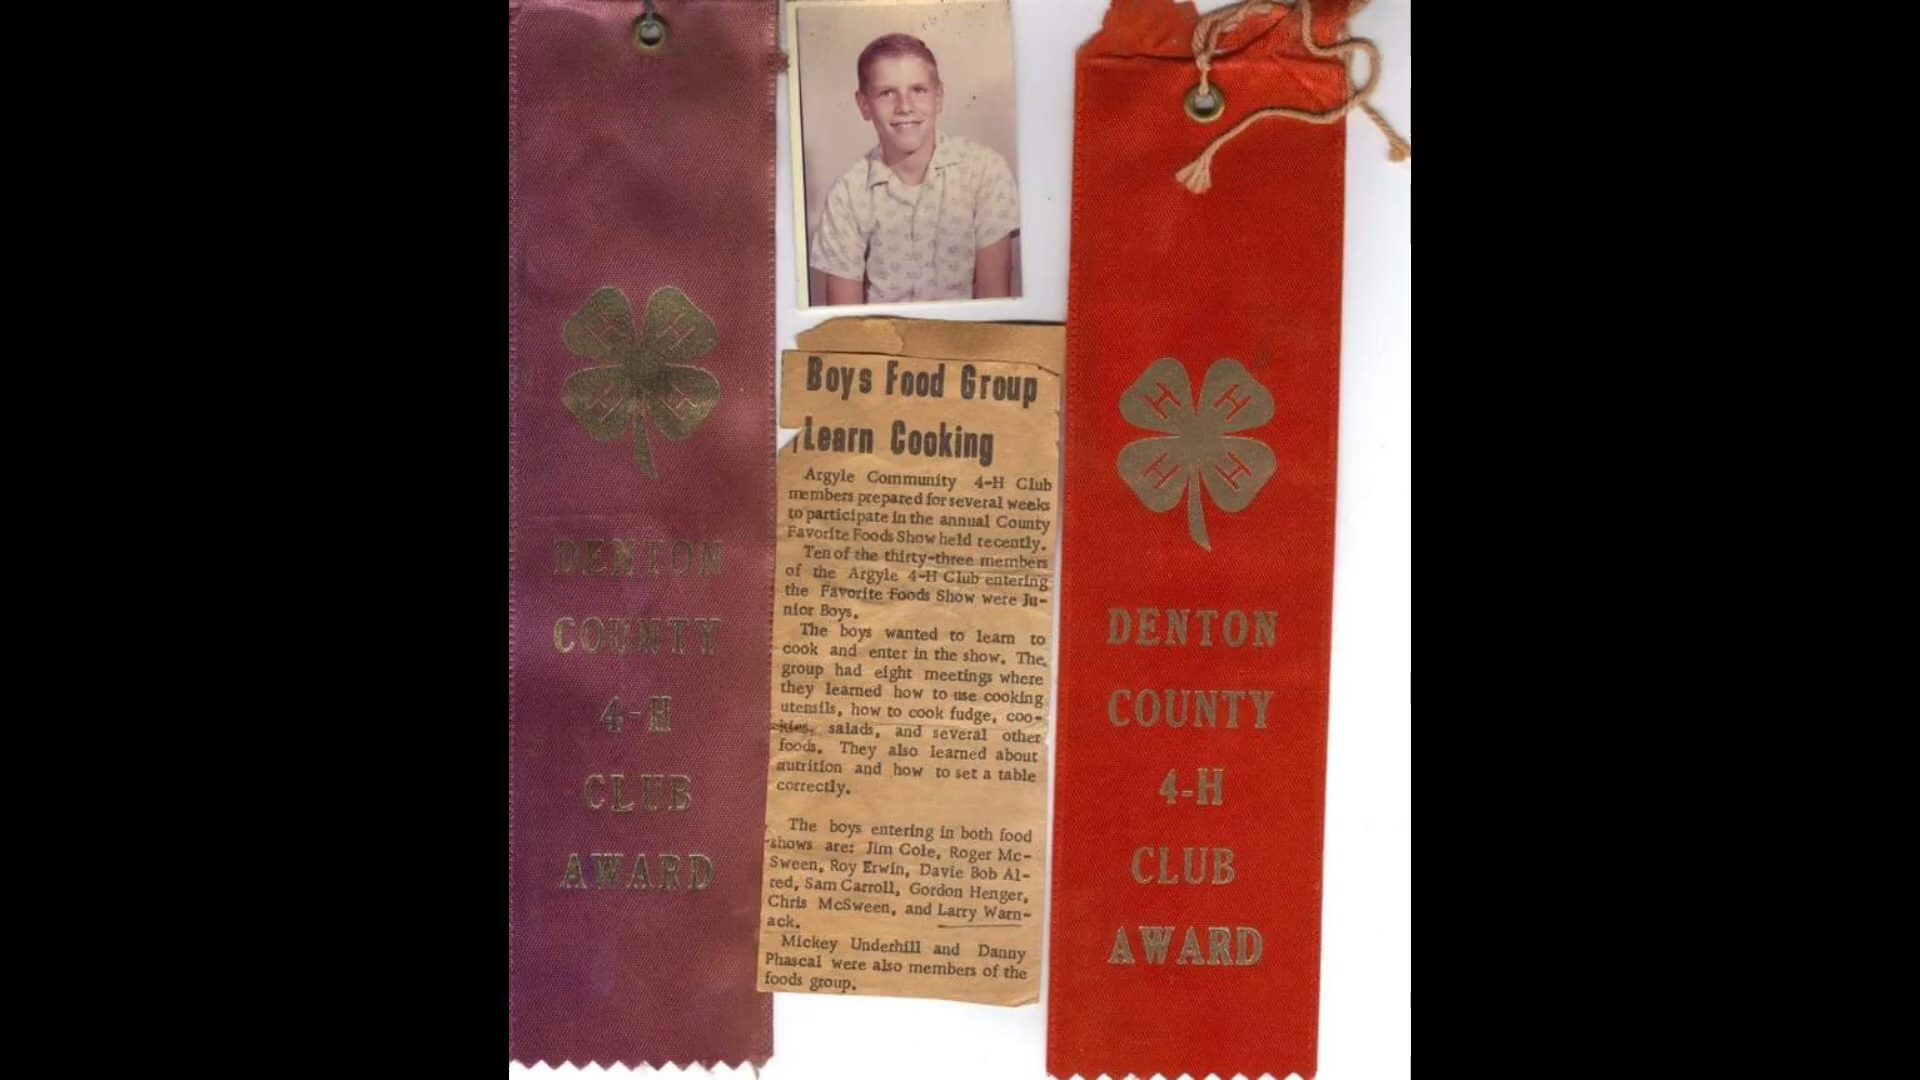 H H
H H
DENTON
COUNTY
4-H
CLUB
AWARD
Boys Food Group
Learn Cooking
Argyle Community 4-H Club
members prepared for several weeks
to participate in the annual County
Favorite Foods Show held recently.
Ten of the thirty-three members
of the Argyle 4-H Club entering
the Favorite Foods Show were Ju-
nior Boys.
The boys wanted to learn to
cook and enter in the show. The
group had eight meetings where
they learned how to use cooking
utensils, how to cook fudge, coo-
kies, salads, and several other
foods. They also learned about
nutrition and how to set a table
correctly.
The boys entering in both food
shows are: Jim Cole, Roger Mc-
Sween, Roy Erwin, Davie Bob Al-
red, Sam Carroll, Gordon Henger,
Chris McSween, and Larry Warn-
ack.
Mickey Underhill and Danny
Phascal were also members of the
foods group.
H H
H H
DENTON
COUNTY
4-H
CLUB
AWARD